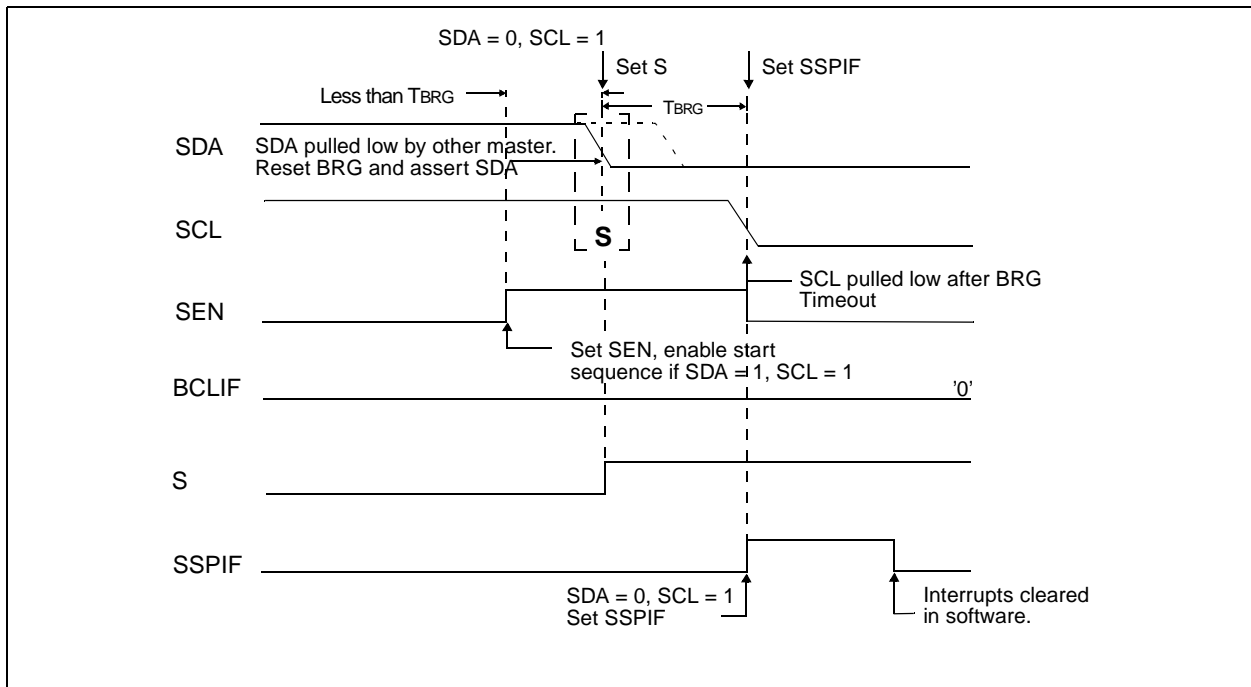 SDA = 0, SCL = 1
Set S
Set SSPIF
Less than TBRG
TBRG
SDA
SDA pulled low by other master.
Reset BRG and assert SDA
SCL
S
SCL pulled low after BRG
Timeout
SEN
Set SEN, enable start
sequence if SDA = 1, SCL = 1
BCLIF
'0'
S
SSPIF
SDA = 0, SCL = 1
Set SSPIF
Interrupts cleared
in software.